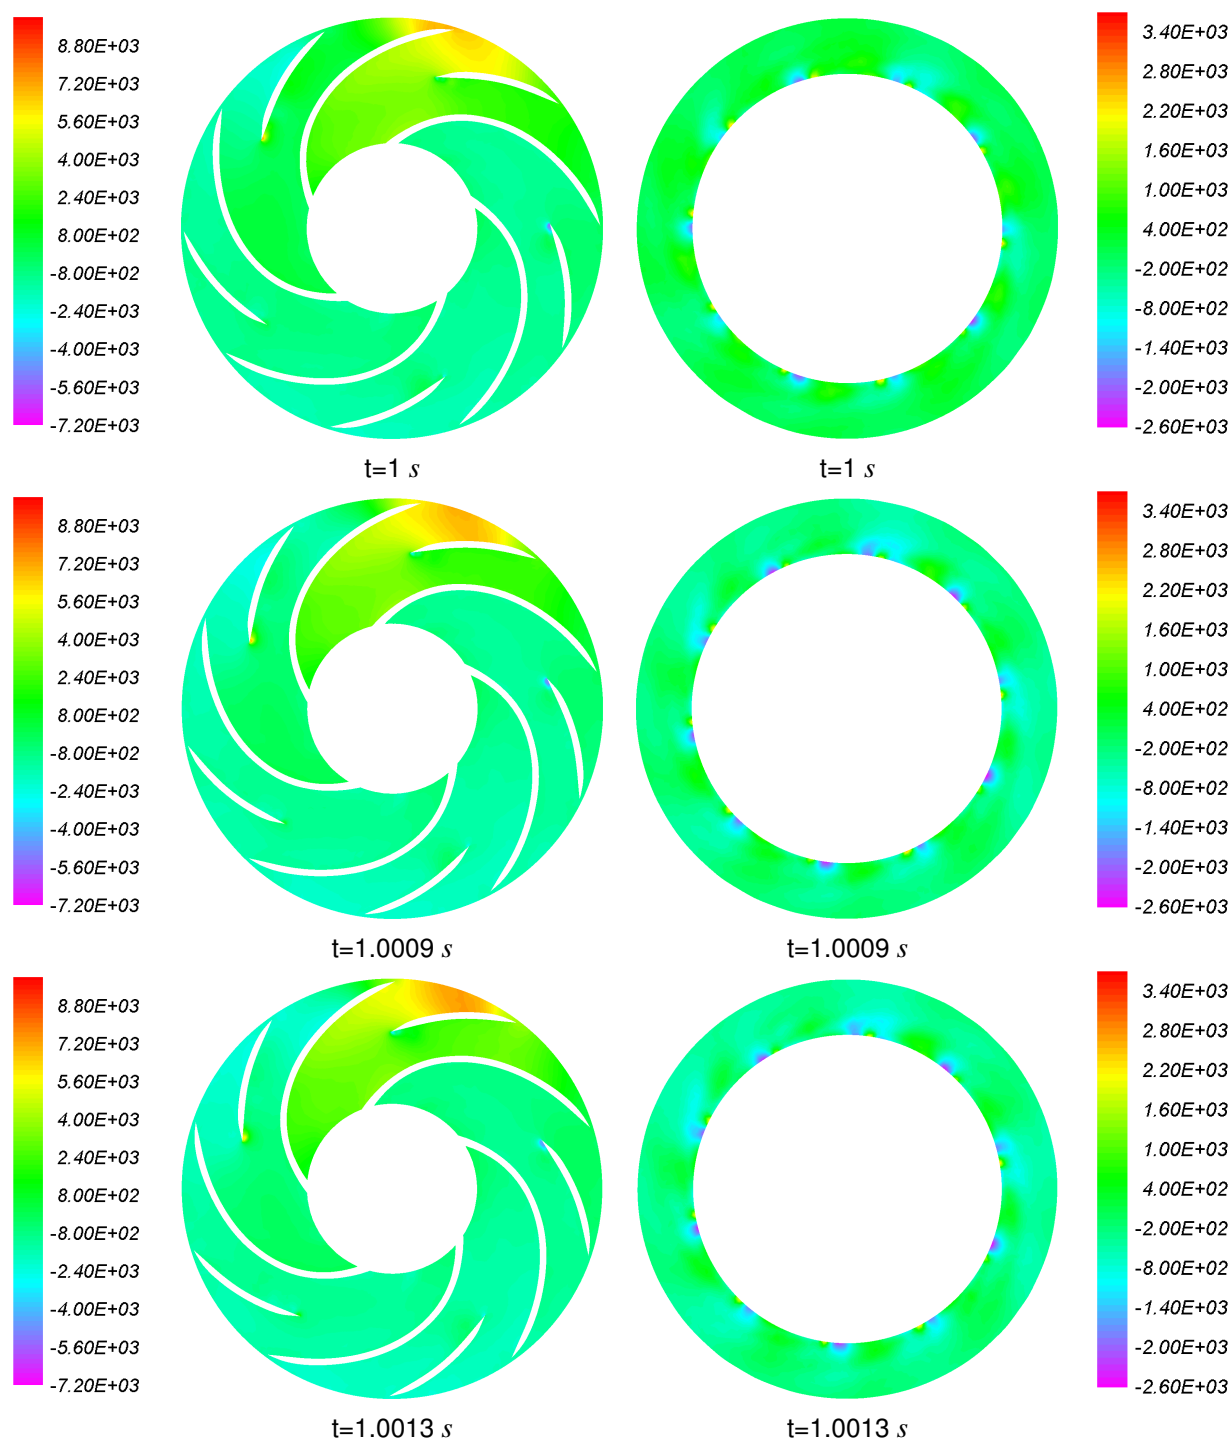 8.80E+03
7.20E+03
5.60E+03
4.00E+03
2.40E+03
8.00E+02
-8.00E+02
-2.40E+03
-4.00E+03
-5.60E+03
-7.20E+03
3.40E+03
2.80E+03
2.20E+03
1.60E+03
1.00E+03
4.00E+02
-2.00E+02
-8.00E+02
-1.40E+03
-2.00E+03
-2.60E+03
t=1 s
t=1 s
8.80E+03
7.20E+03
5.60E+03
4.00E+03
2.40E+03
8.00E+02
-8.00E+02
-2.40E+03
-4.00E+03
-5.60E+03
-7.20E+03
3.40E+03
2.80E+03
2.20E+03
1.60E+03
1.00E+03
4.00E+02
-2.00E+02
-8.00E+02
-1.40E+03
-2.00E+03
-2.60E+03
t=1.0009 s
t=1.0009 s
8.80E+03
7.20E+03
5.60E+03
4.00E+03
2.40E+03
8.00E+02
-8.00E+02
-2.40E+03
-4.00E+03
-5.60E+03
-7.20E+03
3.40E+03
2.80E+03
2.20E+03
1.60E+03
1.00E+03
4.00E+02
-2.00E+02
-8.00E+02
-1.40E+03
-2.00E+03
-2.60E+03
t=1.0013 s
t=1.0013 s